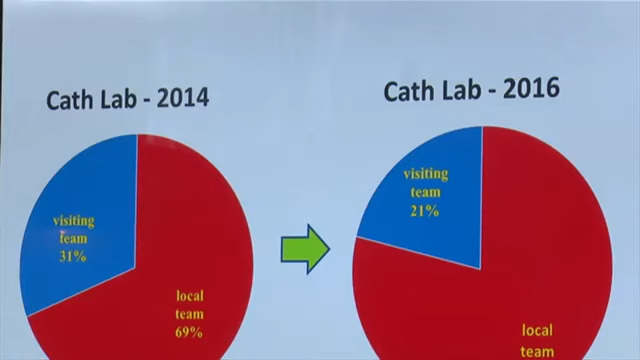 Cath Lab - 2014
Cath Lab - 2016
visiting
team
31%
local
team
69%
visiting
team
21%
local
team